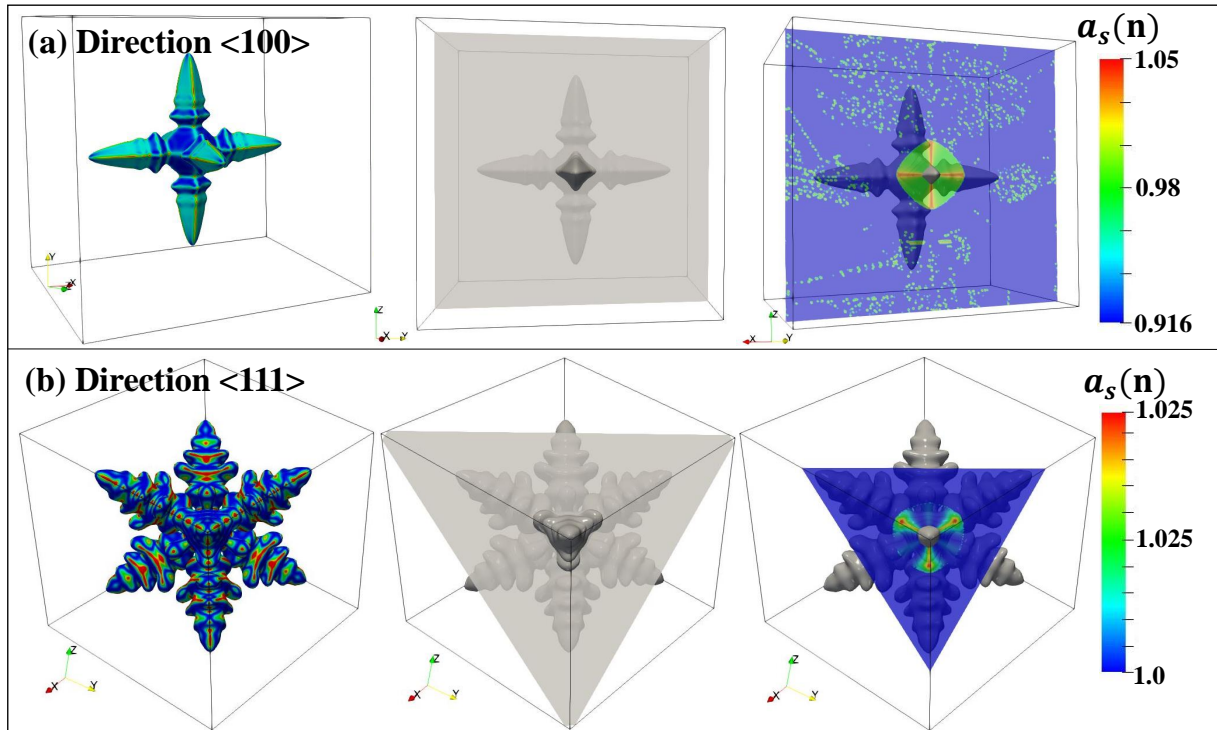 (a) Direction <100>
a_s(n)
1.05
0.98
0.916
Y
X
Z
Z
X
Y
Z
X
Y
(b) Direction <111>
a_s(n)
1.025
1.025
1.0
Z
X
Y
Z
X
Y
Z
X
Y